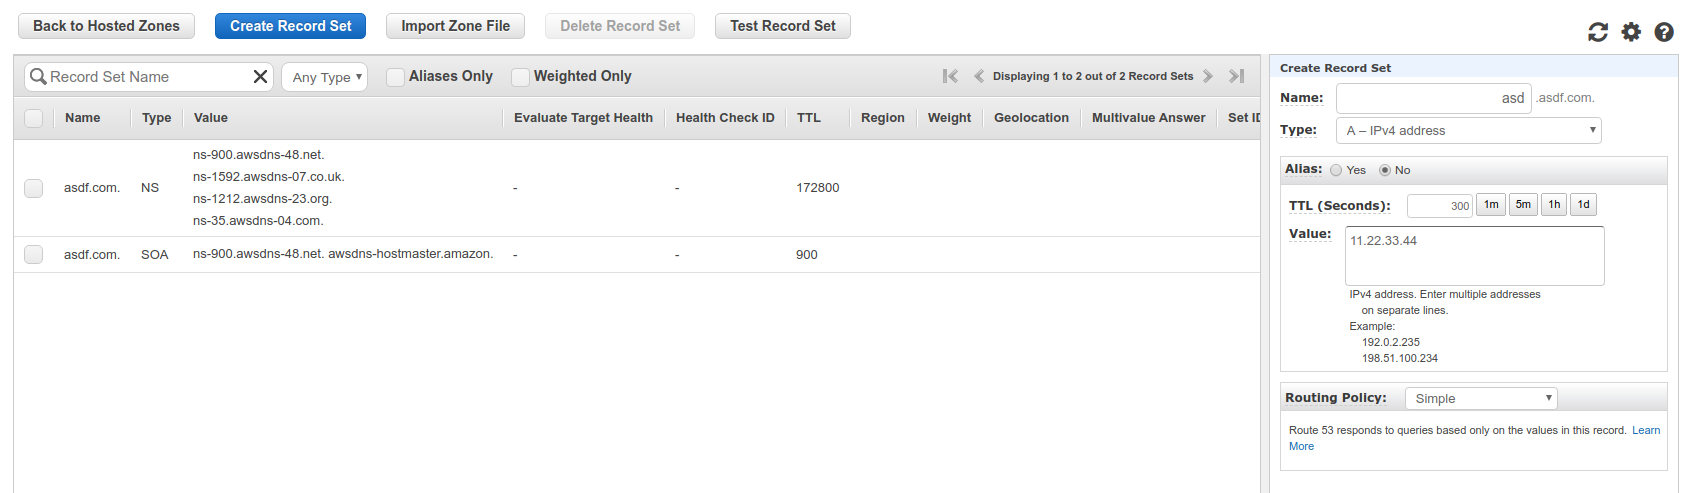 Back to Hosted Zones Create Record Set Import Zone File Delete Record Set Test Record Set
Record Set Name Any Type Aliases Only Weighted Only Displaying 1 to 2 out of 2 Record Sets
Name Type Value Evaluate Target Health Health Check ID TTL Region Weight Geolocation Multivalue Answer Set ID
asdf.com. NS
ns-900.awsdns-48.net.
ns-1592.awsdns-07.co.uk.
ns-1212.awsdns-23.org.
ns-35.awsdns-04.com.
- - 172800
asdf.com. SOA ns-900.awsdns-48.net. awsdns-hostmaster.amazon. - - 900
Create Record Set
Name: asd .asdf.com.
Type: A – IPv4 address
Alias: Yes No
TTL (Seconds): 300 1m 5m 1h 1d
Value: 11.22.33.44
IPv4 address. Enter multiple addresses
on separate lines.
Example:
192.0.2.235
198.51.100.234
Routing Policy: Simple
Route 53 responds to queries based only on the values in this record. Learn
More